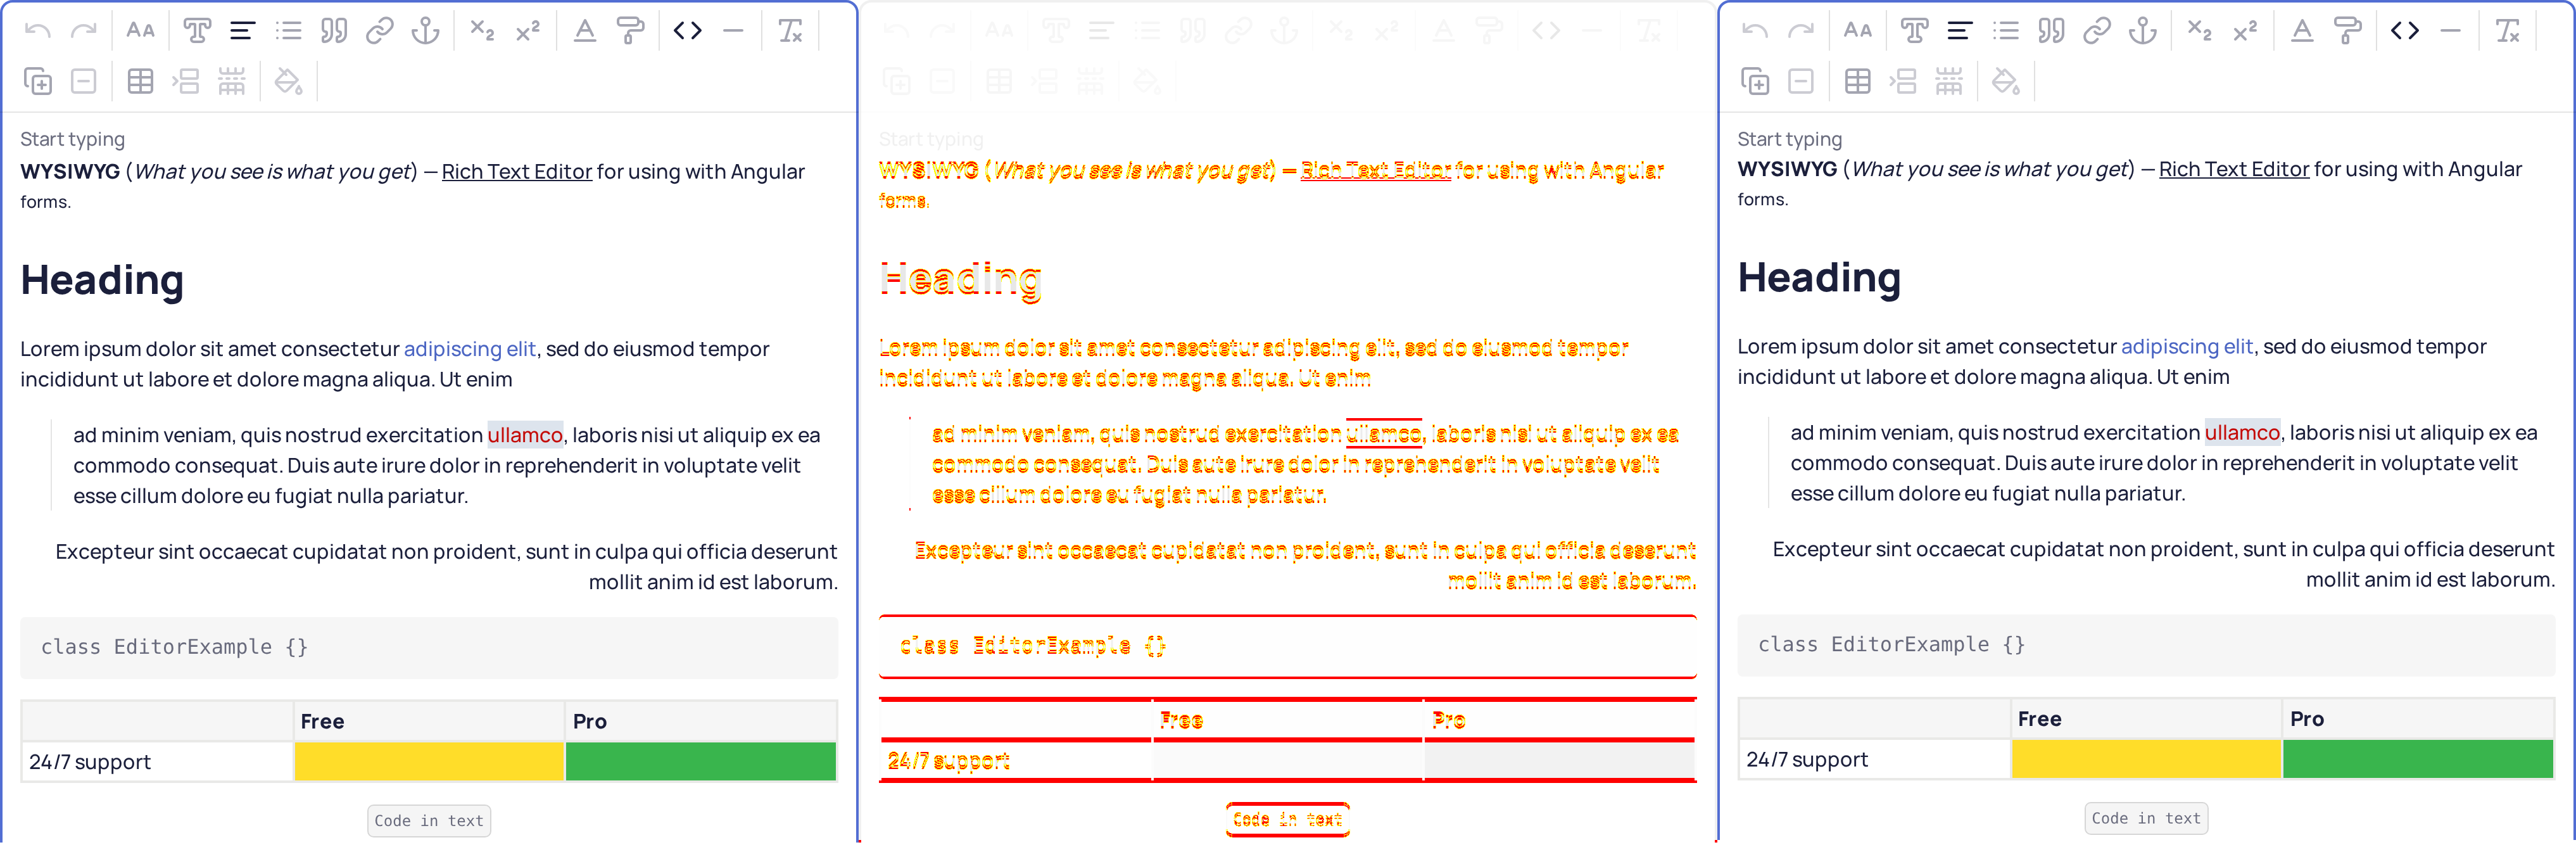 Start typing
WYSIWYG (What you see is what you get) — Rich Text Editor for using with Angular
forms.
Heading
Lorem ipsum dolor sit amet consectetur adipiscing elit, sed do eiusmod tempor
incididunt ut labore et dolore magna aliqua. Ut enim
ad minim veniam, quis nostrud exercitation ullamco, laboris nisi ut aliquip ex ea
commodo consequat. Duis aute irure dolor in reprehenderit in voluptate velit
esse cillum dolore eu fugiat nulla pariatur.
Excepteur sint occaecat cupidatat non proident, sunt in culpa qui officia deserunt
mollit anim id est laborum.
class EditorExample {}
Free Pro
24/7 support
Code in text
Start typing
WYSIWYG (What you see is what you get) — Rich Text Editor for using with Angular
forms.
Heading
Lorem ipsum dolor sit amet consectetur adipiscing elit, sed do eiusmod tempor
incididunt ut labore et dolore magna aliqua. Ut enim
ad minim veniam, quis nostrud exercitation ullamco, laboris nisi ut aliquip ex ea
commodo consequat. Duis aute irure dolor in reprehenderit in voluptate velit
esse cillum dolore eu fugiat nulla pariatur.
Excepteur sint occaecat cupidatat non proident, sunt in culpa qui officia deserunt
mollit anim id est laborum.
class EditorExample {}
Free Pro
24/7 support
Code in text
Start typing
WYSIWYG (What you see is what you get) — Rich Text Editor for using with Angular
forms.
Heading
Lorem ipsum dolor sit amet consectetur adipiscing elit, sed do eiusmod tempor
incididunt ut labore et dolore magna aliqua. Ut enim
ad minim veniam, quis nostrud exercitation ullamco, laboris nisi ut aliquip ex ea
commodo consequat. Duis aute irure dolor in reprehenderit in voluptate velit
esse cillum dolore eu fugiat nulla pariatur.
Excepteur sint occaecat cupidatat non proident, sunt in culpa qui officia deserunt
mollit anim id est laborum.
class EditorExample {}
Free Pro
24/7 support
Code in text